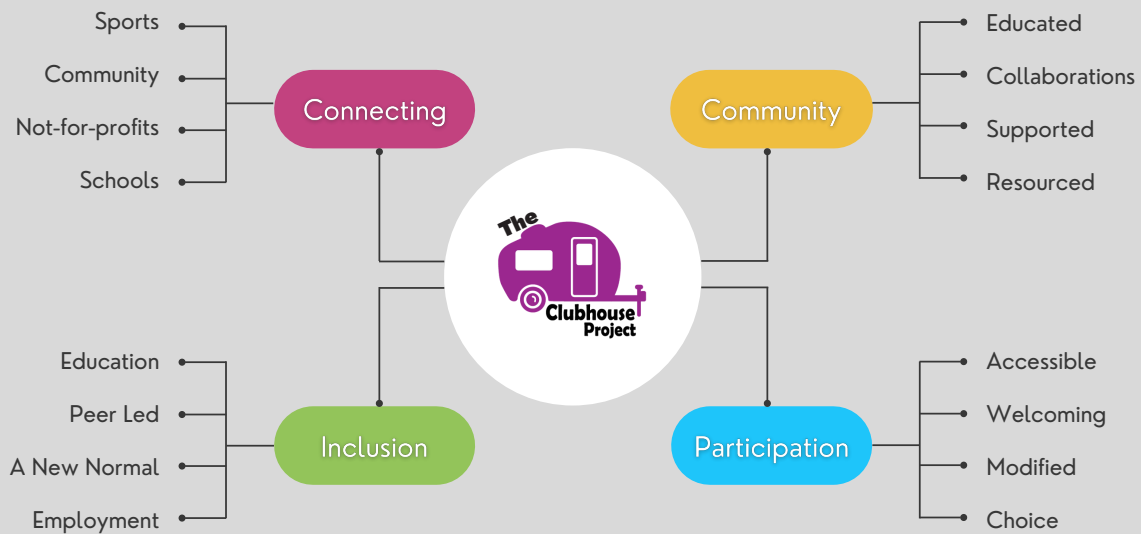 Sports
Community
Not-for-profits
Schools
Connecting
Community
Educated
Collaborations
Supported
Resourced
The
Clubhouse
Project
Education
Peer Led
A New Normal
Employment
Inclusion
Participation
Accessible
Welcoming
Modified
Choice